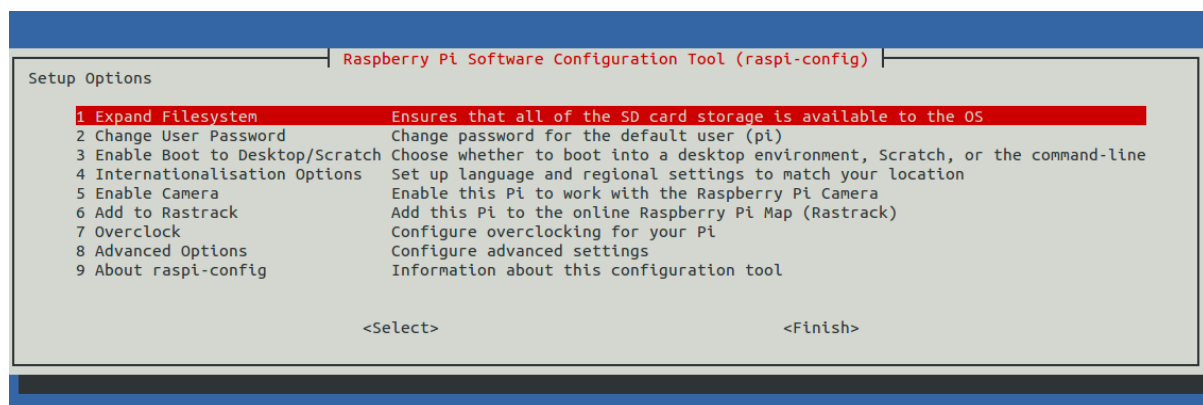 Raspberry Pi Software Configuration Tool (raspi-config)
Setup Options
1 Expand Filesystem Ensures that all of the SD card storage is available to the OS
2 Change User Password Change password for the default user (pi)
3 Enable Boot to Desktop/Scratch Choose whether to boot into a desktop environment, Scratch, or the command-line
4 Internationalisation Options Set up language and regional settings to match your location
5 Enable Camera Enable this Pi to work with the Raspberry Pi Camera
6 Add to Rastrack Add this Pi to the online Raspberry Pi Map (Rastrack)
7 Overclock Configure overclocking for your Pi
8 Advanced Options Configure advanced settings
9 About raspi-config Information about this configuration tool
<Select> <Finish>